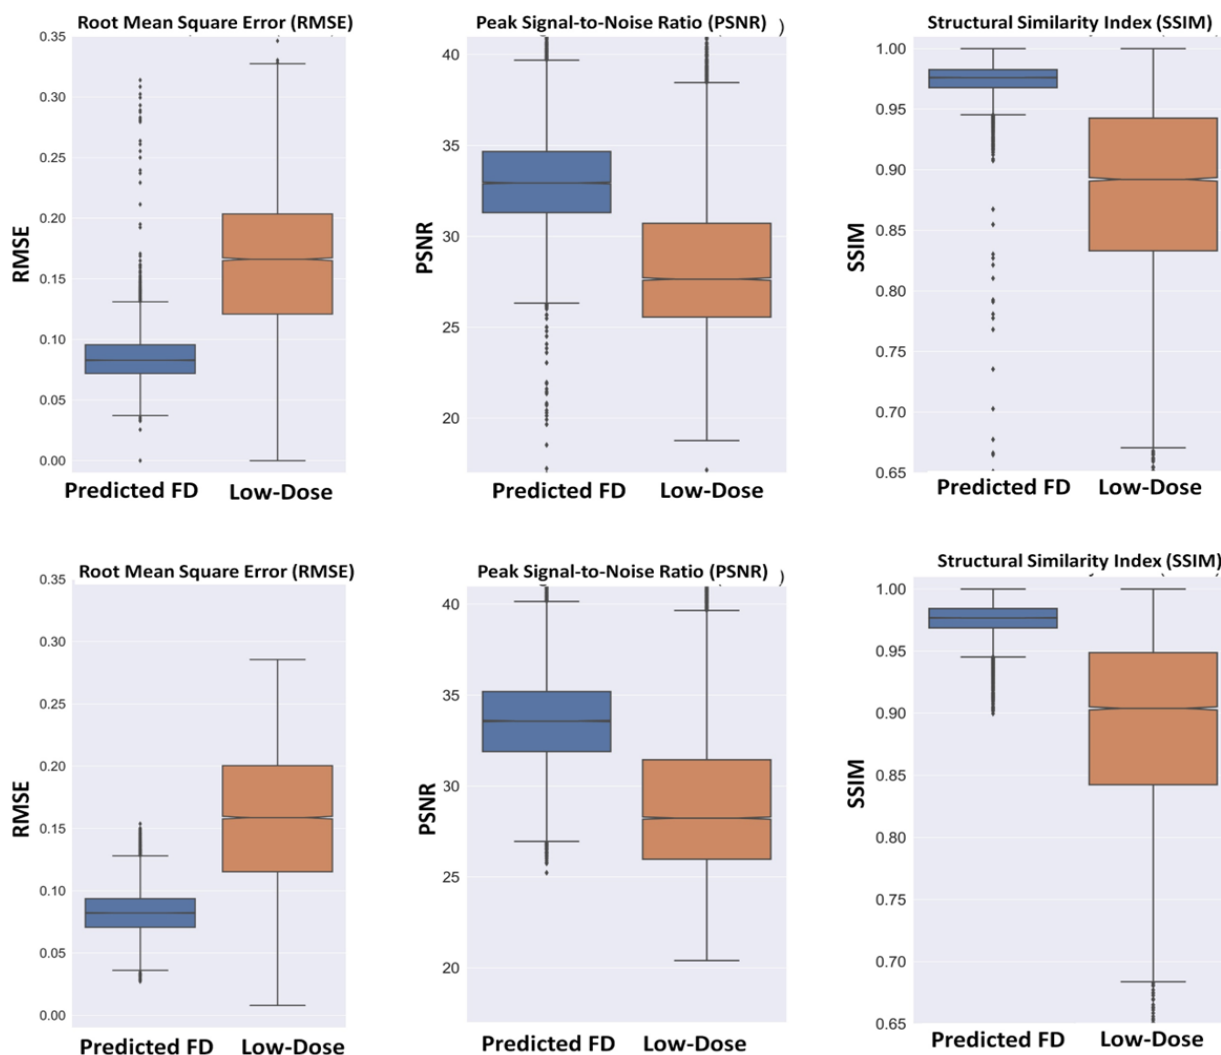 Root Mean Square Error (RMSE)
0.35
0.30
0.25
0.20
0.15
0.10
0.05
0.00
RMSE
Predicted FD Low-Dose
Peak Signal-to-Noise Ratio (PSNR) )
40
35
30
25
20
PSNR
Predicted FD Low-Dose
Structural Similarity Index (SSIM)
1.00
0.95
0.90
0.85
0.80
0.75
0.70
0.65
SSIM
Predicted FD Low-Dose
Root Mean Square Error (RMSE)
0.35
0.30
0.25
0.20
0.15
0.10
0.05
0.00
RMSE
Predicted FD Low-Dose
Peak Signal-to-Noise Ratio (PSNR) )
40
35
30
25
20
PSNR
Predicted FD Low-Dose
Structural Similarity Index (SSIM)
1.00
0.95
0.90
0.85
0.80
0.75
0.70
0.65
SSIM
Predicted FD Low-Dose